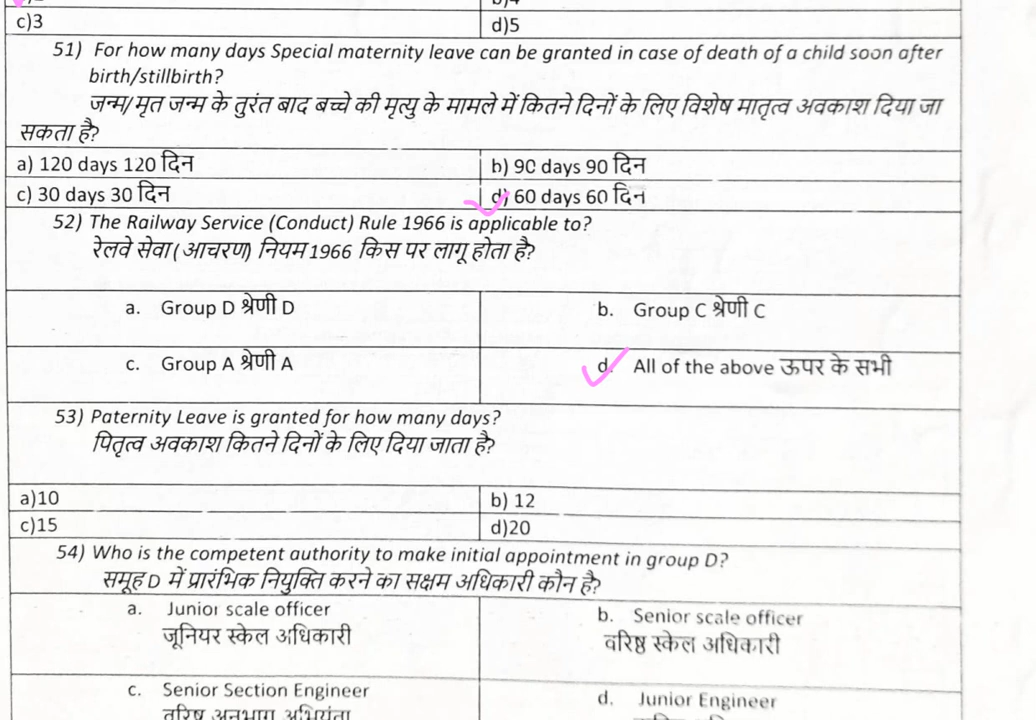 c)3
d)5
51) For how many days Special maternity leave can be granted in case of death of a child soon after
birth/stillbirth?
जन्म/मृत जन्म के तुरंत बाद बच्चे की मृत्यु के मामले में कितने दिनों के लिए विशेष मातृत्व अवकाश दिया जा
सकता है?
a) 120 days 120 दिन
b) 90 days 90 दिन
c) 30 days 30 दिन
d) 60 days 60 दिन
52) The Railway Service (Conduct) Rule 1966 is applicable to?
रेलवे सेवा (आचरण) नियम 1966 किस पर लागू होता है?
a. Group D श्रेणी D
b. Group C श्रेणी C
c. Group A श्रेणी A
d. All of the above ऊपर के सभी
53) Paternity Leave is granted for how many days?
पितृत्व अवकाश कितने दिनों के लिए दिया जाता है?
a)10
b) 12
c)15
d)20
54) Who is the competent authority to make initial appointment in group D?
समूह D में प्रारंभिक नियुक्ति करने का सक्षम अधिकारी कौन है?
a. Junior scale officer
जूनियर स्केल अधिकारी
b. Senior scale officer
वरिष्ठ स्केल अधिकारी
c. Senior Section Engineer
वरिष्ठ अनुभाग अभियंता
d. Junior Engineer